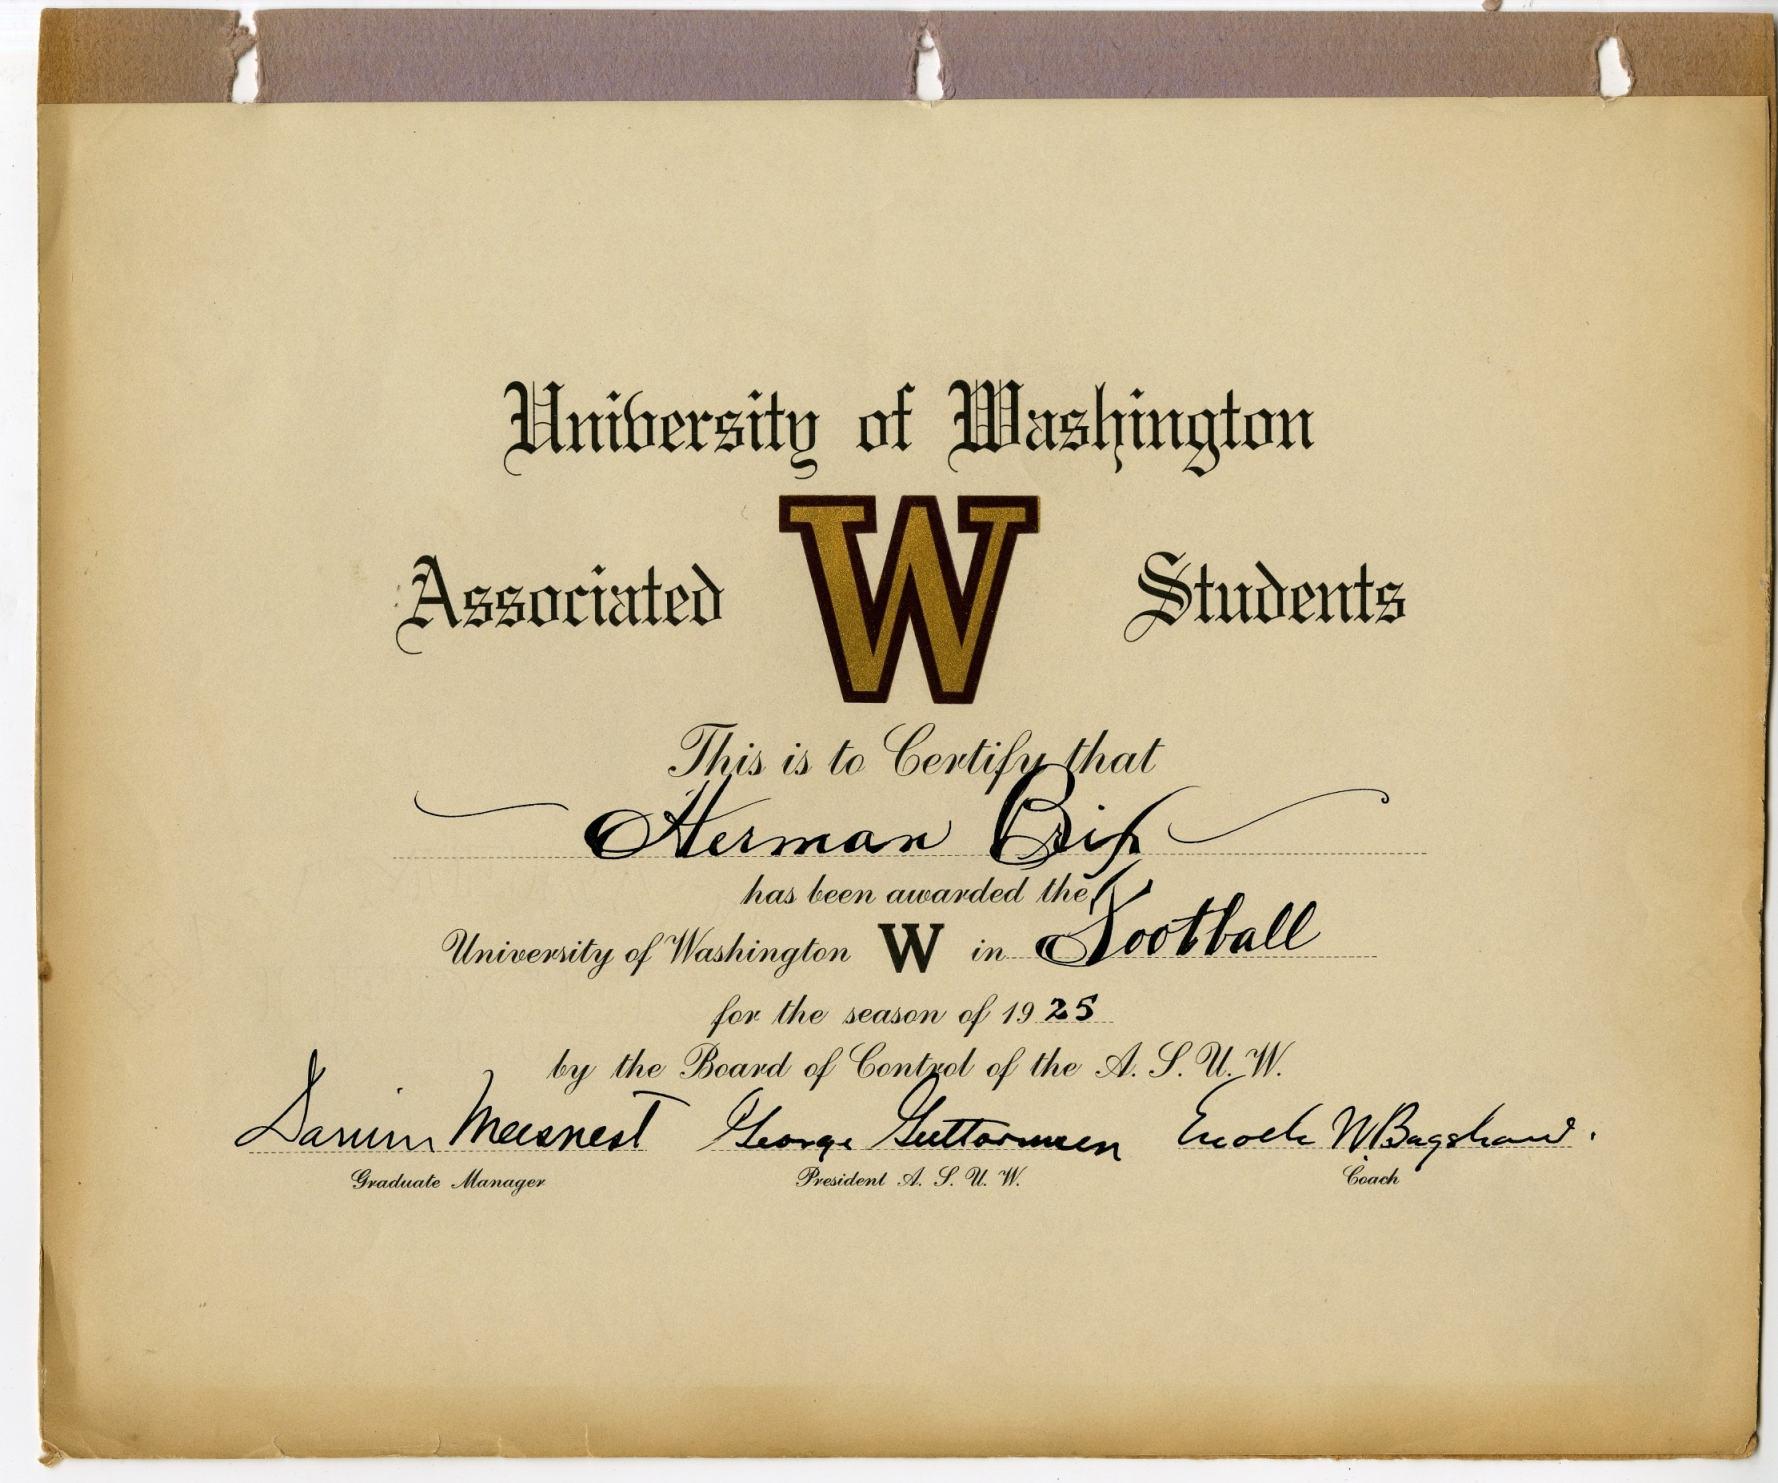 University of Washington
Associated W Students
This is to Certify that
Herman Brix
has been awarded the
University of Washington W in Football
for the season of 1925
by the Board of Control of the A. S. U. W.
Darwin Meisnest George Guttormsen Enoch W. Bagshaw.
Graduate Manager President A. S. U. W. Coach